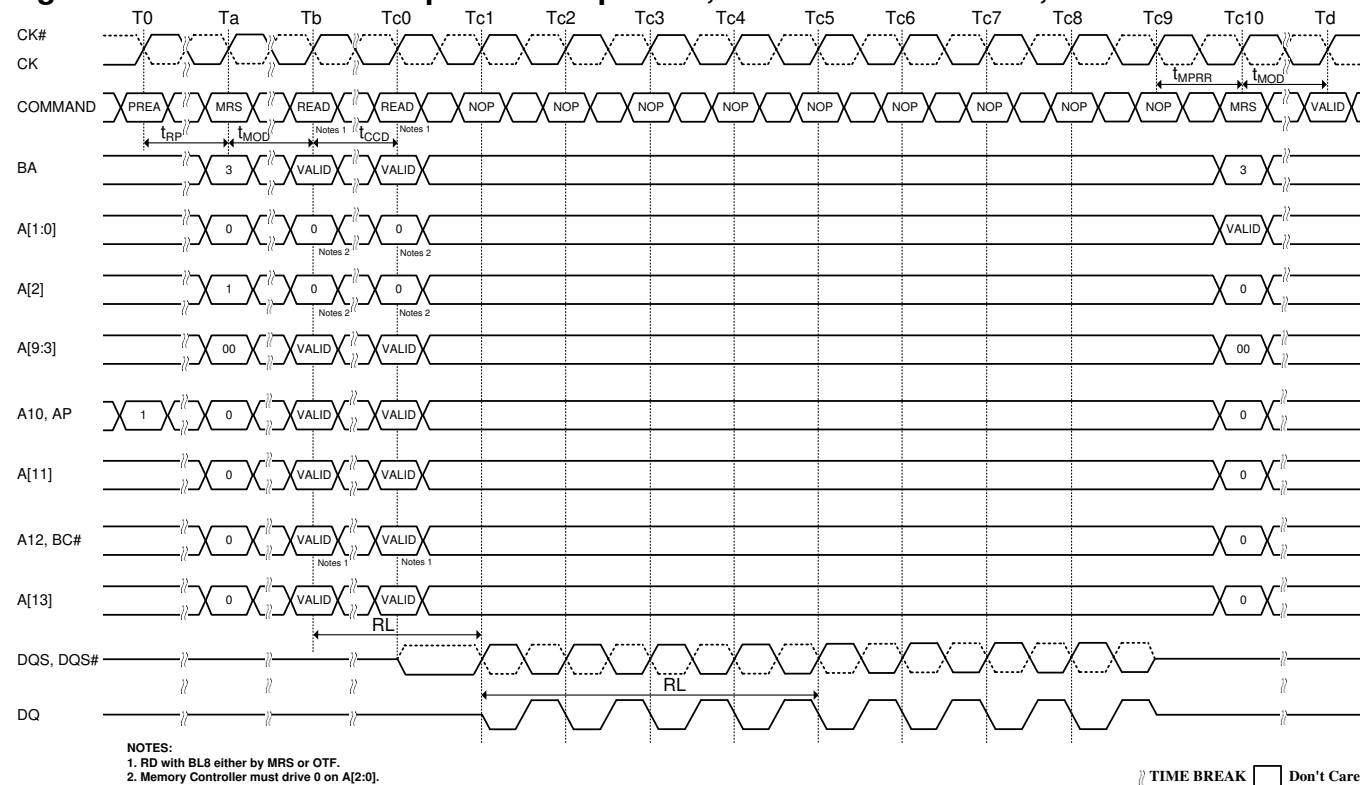 T0 Ta Tb Tc0 Tc1 Tc2 Tc3 Tc4 Tc5 Tc6 Tc7 Tc8 Tc9 Tc10 Td
CK#
CK
tMPRR tMOD
COMMAND PREA MRS READ READ NOP NOP NOP NOP NOP NOP NOP NOP NOP MRS VALID
Notes 1 Notes 1
tRP tMOD tCCD
BA 3 VALID VALID 3
A[1:0] 0 0 0 VALID
Notes 2 Notes 2
A[2] 1 0 0 0
Notes 2 Notes 2
A[9:3] 00 VALID VALID 00
A10, AP 1 0 VALID VALID 0
A[11] 0 VALID VALID 0
A12, BC# 0 VALID VALID 0
Notes 1 Notes 1
A[13] 0 VALID VALID 0
RL
DQS, DQS#
RL
DQ
NOTES:
1. RD with BL8 either by MRS or OTF.
2. Memory Controller must drive 0 on A[2:0].
TIME BREAK Don't Care